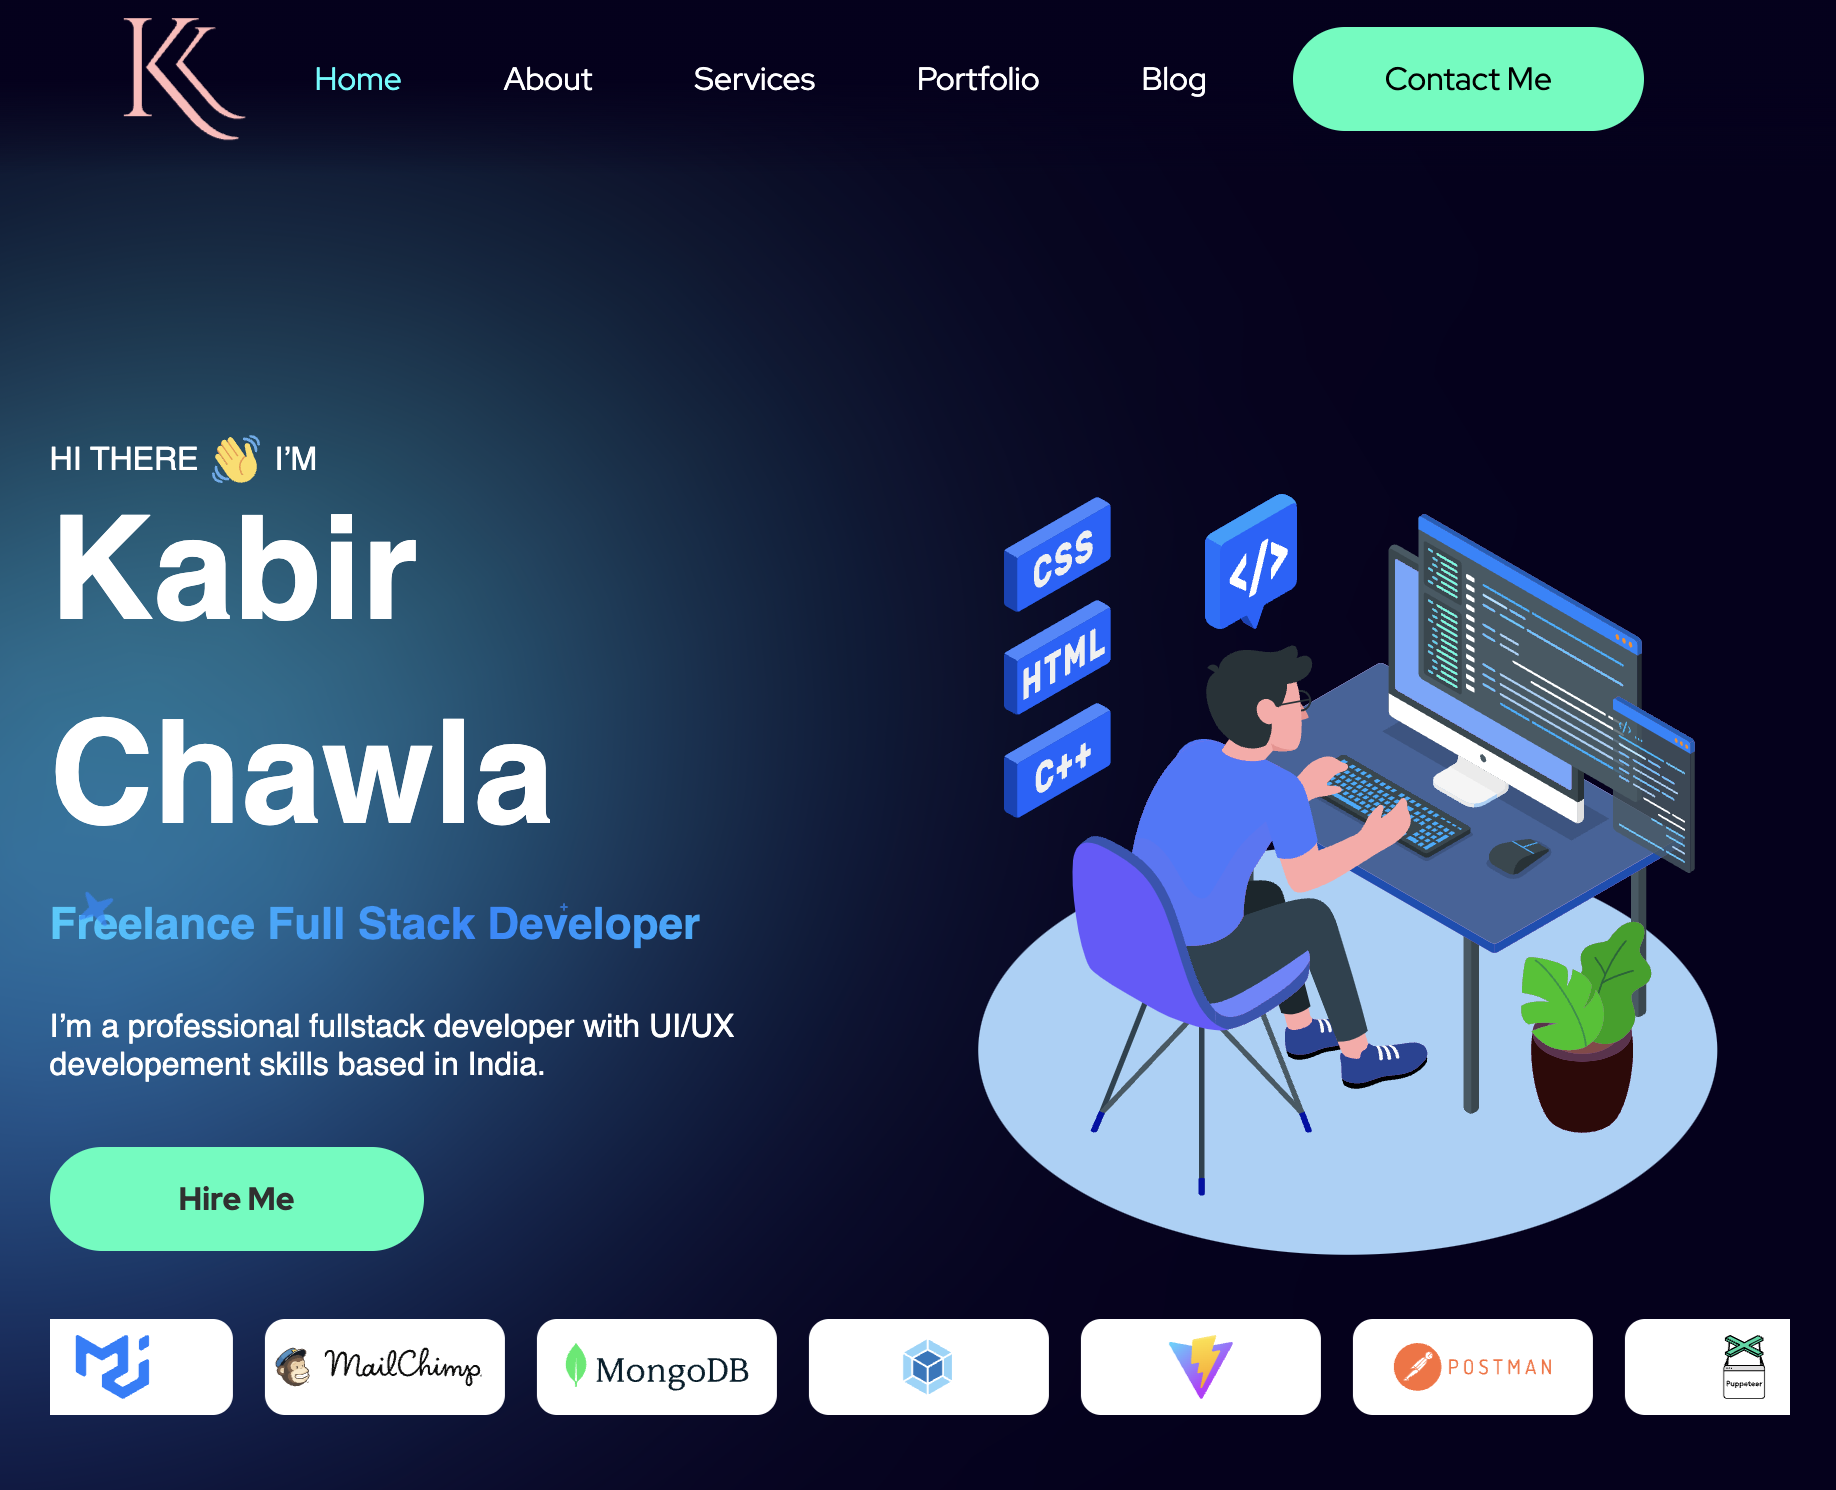 K
Home
About
Services
Portfolio
Blog
Contact Me
HI THERE 👋 I'M
Kabir
Chawla
Freelance Full Stack Developer
I'm a professional fullstack developer with UI/UX
developement skills based in India.
Hire Me
CSS
</>
HTML
C++
MailChimp
MongoDB
POSTMAN
Puppeteer